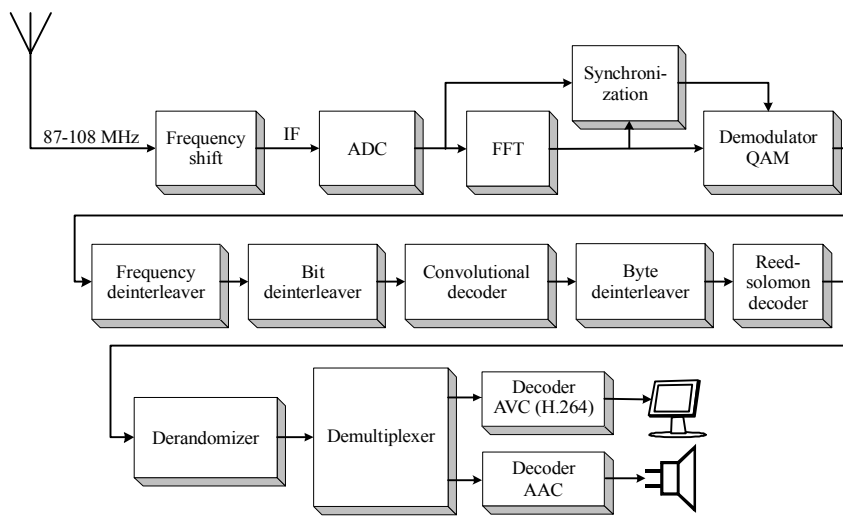 87-108 MHz
Frequency
shift
IF
ADC
FFT
Synchroni-
zation
Demodulator
QAM
Frequency
deinterleaver
Bit
deinterleaver
Convolutional
decoder
Byte
deinterleaver
Reed-
solomon
decoder
Derandomizer
Demultiplexer
Decoder
AVC (H.264)
Decoder
AAC